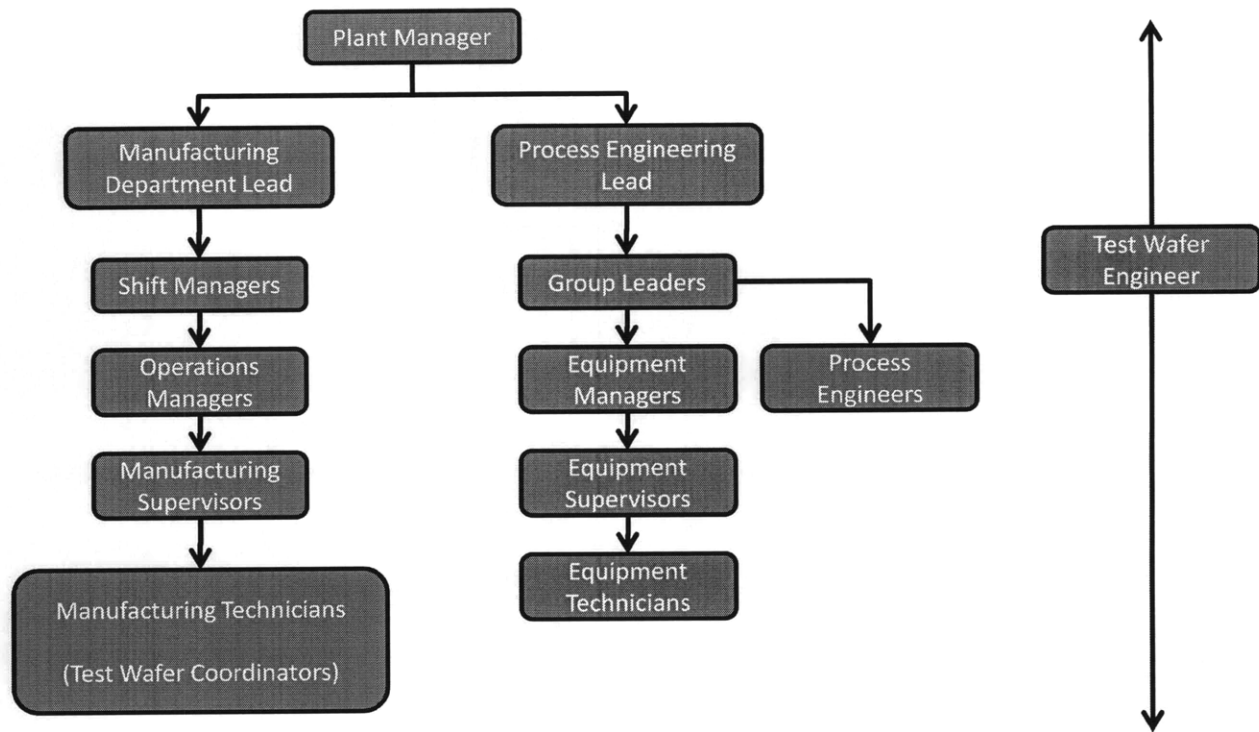 Plant Manager
Manufacturing
Department Lead
Process Engineering
Lead
Test Wafer
Engineer
Shift Managers
Group Leaders
Operations
Managers
Equipment
Managers
Process
Engineers
Manufacturing
Supervisors
Equipment
Supervisors
Equipment
Technicians
Manufacturing Technicians
(Test Wafer Coordinators)